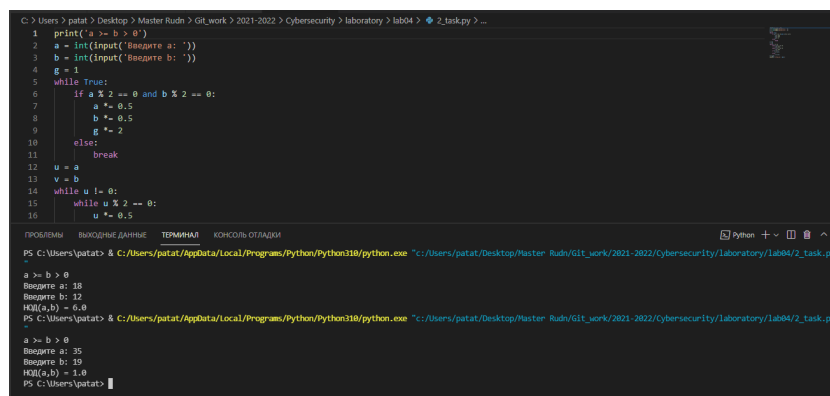 C: > Users > patat > Desktop > Master Rudn > Git_work > 2021-2022 > Cybersecurity > laboratory > lab04 > 2_task.py > ...
1 print('a >= b > 0')
2 a = int(input('Введите a: '))
3 b = int(input('Введите b: '))
4 g = 1
5 while True:
6 if a % 2 == 0 and b % 2 == 0:
7 a *= 0.5
8 b *= 0.5
9 g *= 2
10 else:
11 break
12 u = a
13 v = b
14 while u != 0:
15 while u % 2 == 0:
16 u *= 0.5
ПРОБЛЕМЫ ВЫХОДНЫЕ ДАННЫЕ ТЕРМИНАЛ КОНСОЛЬ ОТЛАДКИ Python
PS C:\Users\patat> & C:/Users/patat/AppData/Local/Programs/Python/Python310/python.exe "c:/Users/patat/Desktop/Master Rudn/Git_work/2021-2022/Cybersecurity/laboratory/lab04/2_task.p
"
a >= b > 0
Введите a: 18
Введите b: 12
НОД(a,b) = 6.0
PS C:\Users\patat> & C:/Users/patat/AppData/Local/Programs/Python/Python310/python.exe "c:/Users/patat/Desktop/Master Rudn/Git_work/2021-2022/Cybersecurity/laboratory/lab04/2_task.p
"
a >= b > 0
Введите a: 35
Введите b: 19
НОД(a,b) = 1.0
PS C:\Users\patat>